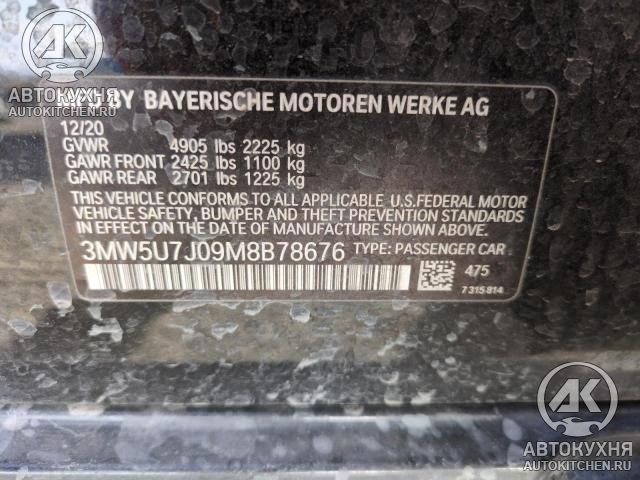 АК
АВТОКУХНЯ
AUTOKITCHEN.RU
BY BAYERISCHE MOTOREN WERKE AG
12/20
GVWR 4905 lbs 2225 kg
GAWR FRONT 2425 lbs 1100 kg
GAWR REAR 2701 lbs 1225 kg
THIS VEHICLE CONFORMS TO ALL APPLICABLE U.S.FEDERAL MOTOR
VEHICLE SAFETY, BUMPER AND THEFT PREVENTION STANDARDS
IN EFFECT ON THE DATE OF MANUFACTURE SHOWN ABOVE.
3MW5U7J09M8B78676 TYPE: PASSENGER CAR
475
7315814
АК
АВТОКУХНЯ
AUTOKITCHEN.RU